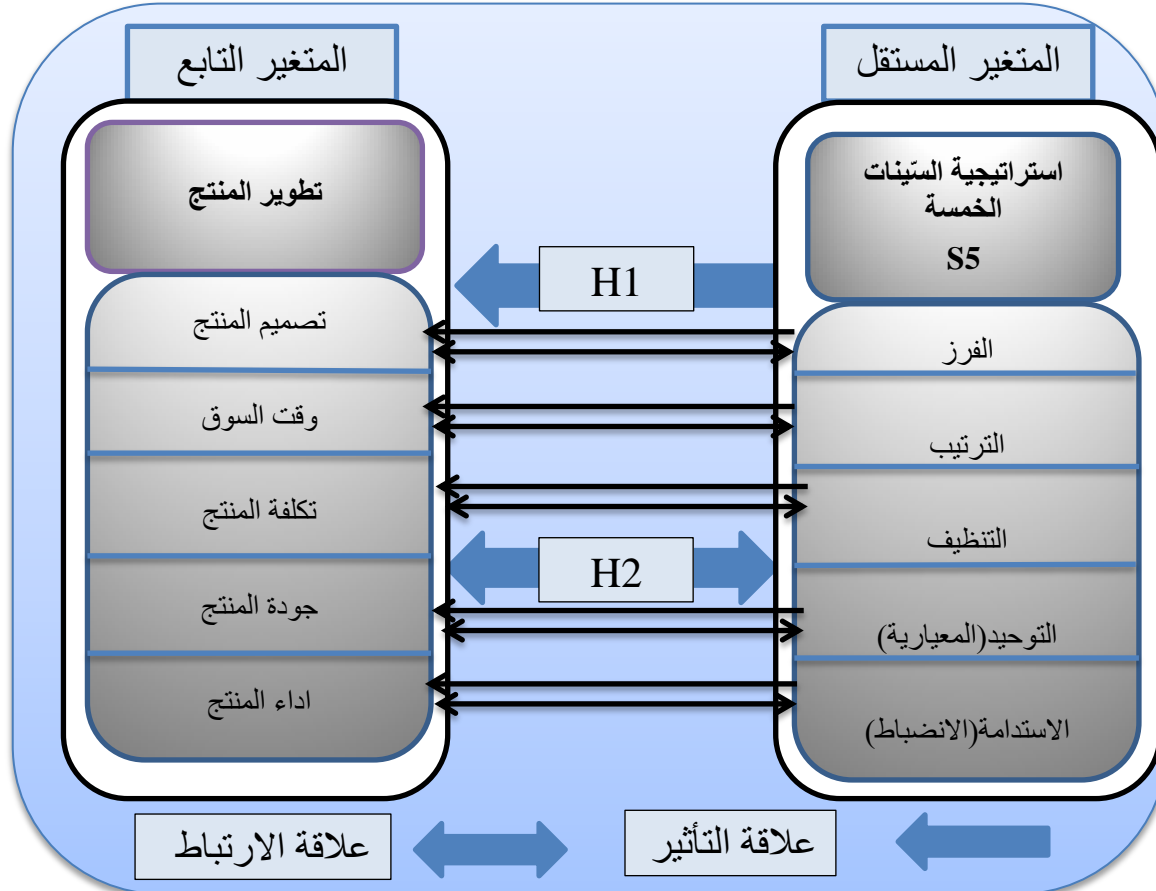 المتغير المستقل
المتغير التابع
استراتيجية السّينات
الخمسة
S5
تطوير المنتج
H1
الفرز
الترتيب
التنظيف
التوحيد(المعيارية)
الاستدامة(الانضباط)
تصميم المنتج
وقت السوق
تكلفة المنتج
جودة المنتج
اداء المنتج
H2
علاقة التأثير
علاقة الارتباط